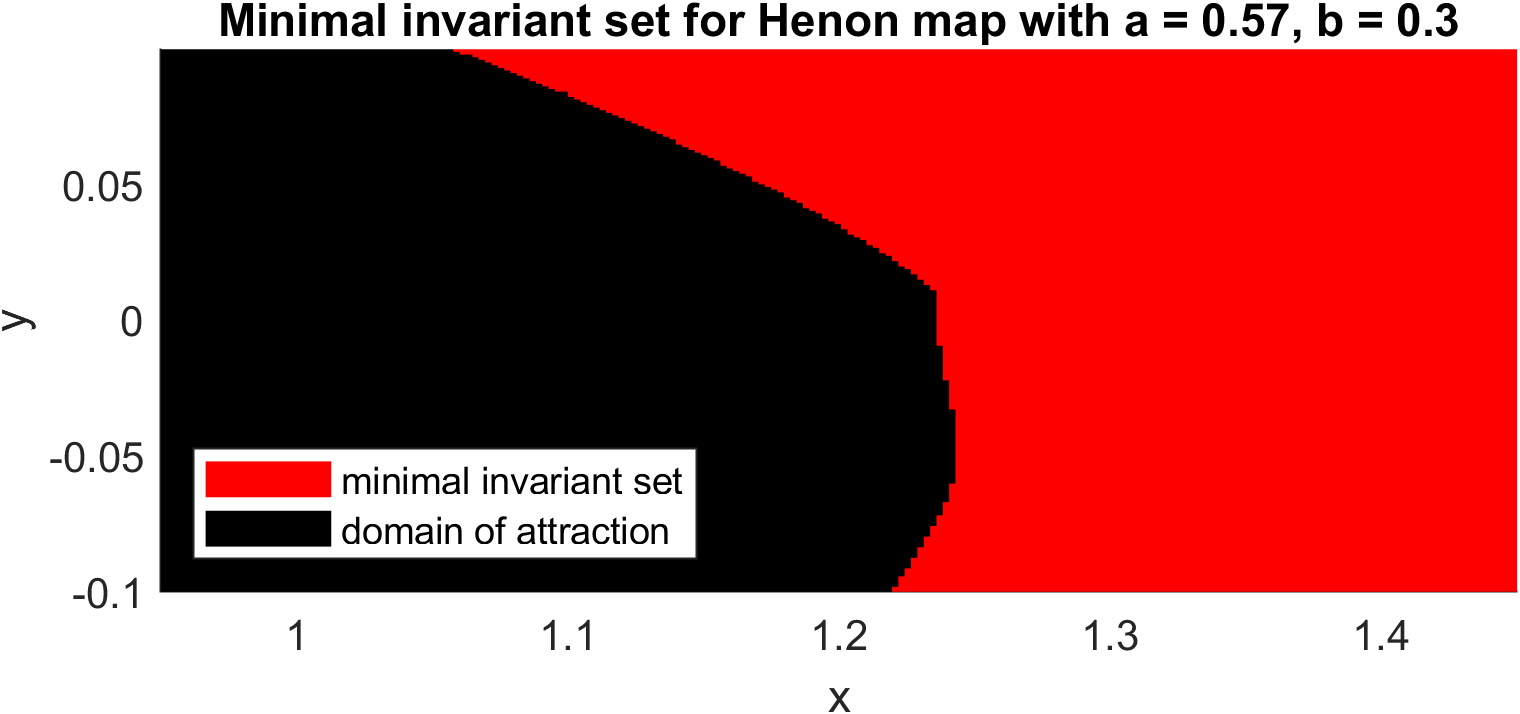 Minimal invariant set for Henon map with a = 0.57, b = 0.3
0.05
0
-0.05
-0.1
y
minimal invariant set
domain of attraction
1
1.1
1.2
1.3
1.4
x